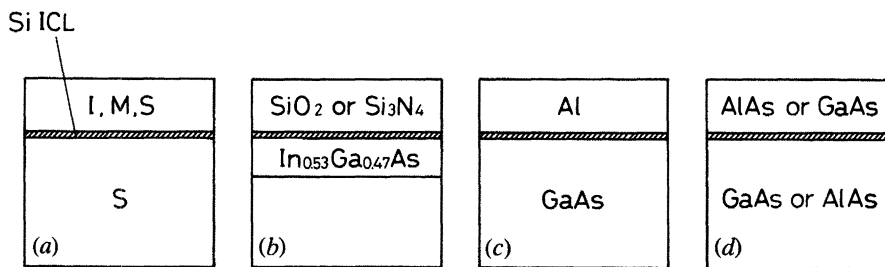 Si ICL
I, M, S
S
(a)
SiO₂ or Si₃N₄
In₀.₅₃Ga₀.₄₇As
(b)
Al
GaAs
(c)
AlAs or GaAs
GaAs or AlAs
(d)